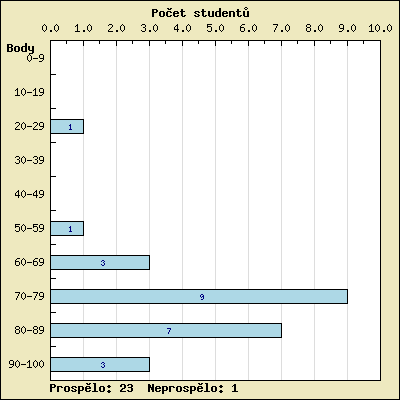 Počet studentů
0.0 1.0 2.0 3.0 4.0 5.0 6.0 7.0 8.0 9.0 10.0
Body
0-9
10-19
20-29 1
30-39
40-49
50-59 1
60-69 3
70-79 9
80-89 7
90-100 3
Prospělo: 23 Neprospělo: 1